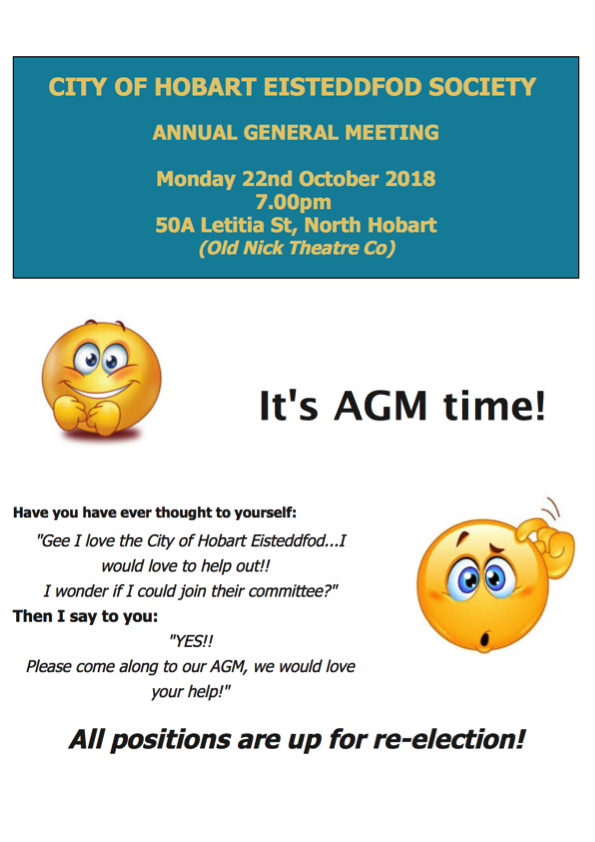 CITY OF HOBART EISTEDDFOD SOCIETY
ANNUAL GENERAL MEETING
Monday 22nd October 2018
7.00pm
50A Letitia St, North Hobart
(Old Nick Theatre Co)
It's AGM time!
Have you have ever thought to yourself:
"Gee I love the City of Hobart Eisteddfod...I
would love to help out!!
I wonder if I could join their committee?"
Then I say to you:
"YES!!
Please come along to our AGM, we would love
your help!"
All positions are up for re-election!